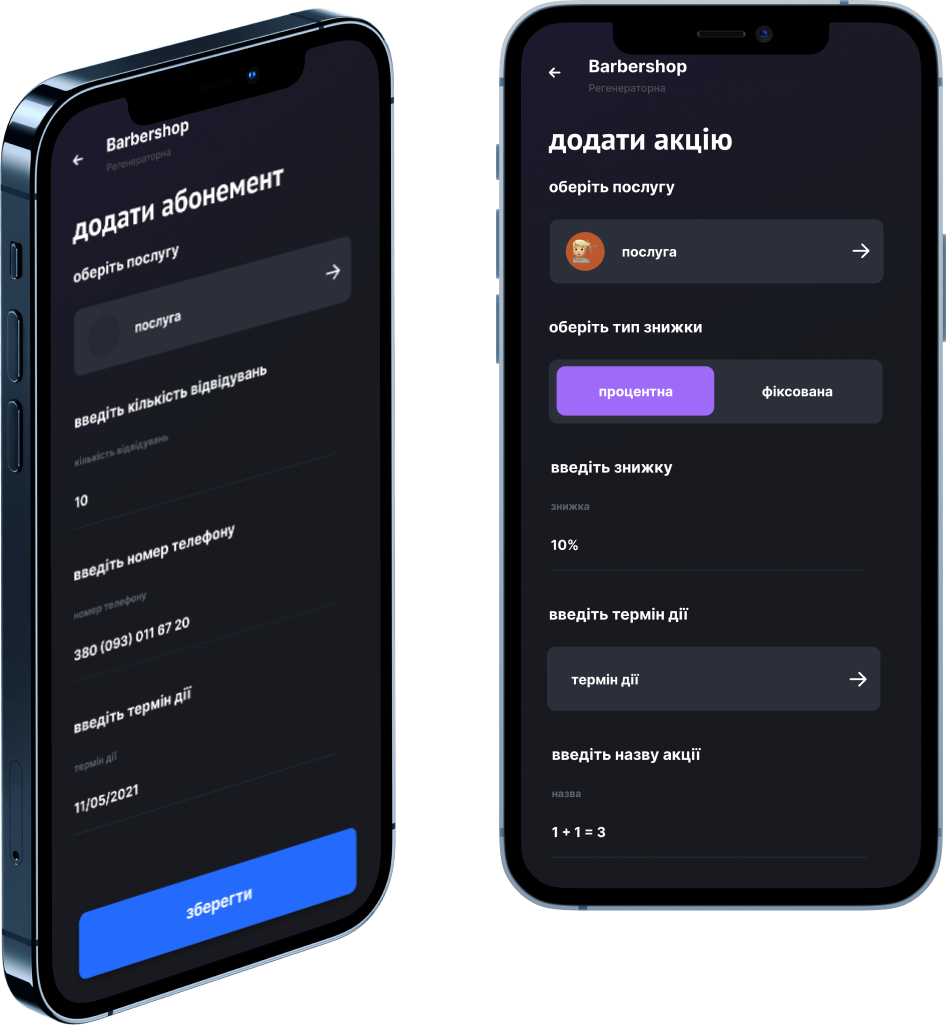 Barbershop
Регенераторна
додати абонемент
оберіть послугу
послуга
введіть кількість відвідувань
кількість відвідувань
10
введіть номер телефону
номер телефону
380 (093) 011 67 20
введіть термін дії
термін дії
11/05/2021
зберегти
Barbershop
Регенераторна
додати акцію
оберіть послугу
послуга
оберіть тип знижки
процентна фіксована
введіть знижку
знижка
10%
введіть термін дії
термін дії
введіть назву акції
назва
1 + 1 = 3